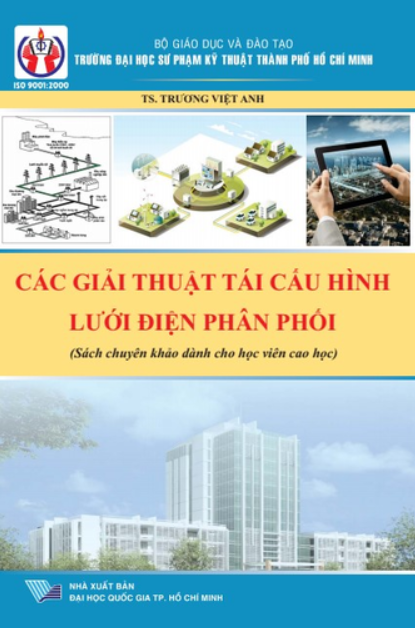 BỘ GIÁO DỤC VÀ ĐÀO TẠO
TRƯỜNG ĐẠI HỌC SƯ PHẠM KỸ THUẬT THÀNH PHỐ HỒ CHÍ MINH
ISO 9001:2000
TS. TRƯƠNG VIỆT ANH
CÁC GIẢI THUẬT TÁI CẤU HÌNH
LƯỚI ĐIỆN PHÂN PHỐI
(Sách chuyên khảo dành cho học viên cao học)
NHÀ XUẤT BẢN
ĐẠI HỌC QUỐC GIA TP. HỒ CHÍ MINH